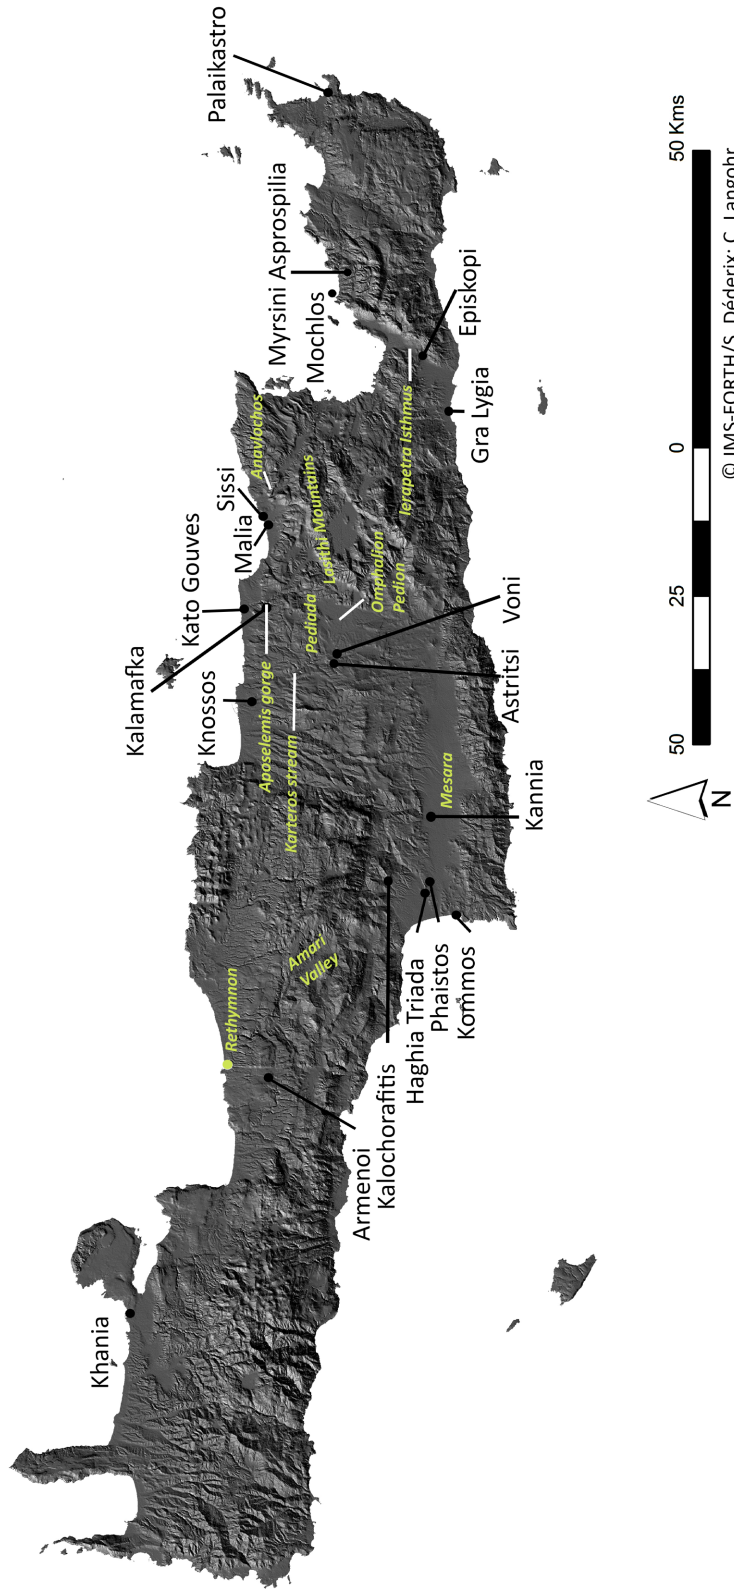 Khania
Armenoi
Kalochorafitis
Haghia Triada
Phaistos
Kommos
Rethymnon
Amari
Valley
Kannia
Mesara
Knossos
Kalamafka
Kato Gouves
Aposelemis gorge
Karteros stream
Pediada
Astritsi
Voni
Omphalion
Pedion
Malia
Sissi
Anavlochos
Lasithi Mountains
Ierapetra Isthmus
Gra Lygia
Episkopi
Mochlos
Myrsini Asprospilia
Palaikastro
N
50
25
0
50 Kms
© IMS-FORTH/S. Déderix; C. Langohr